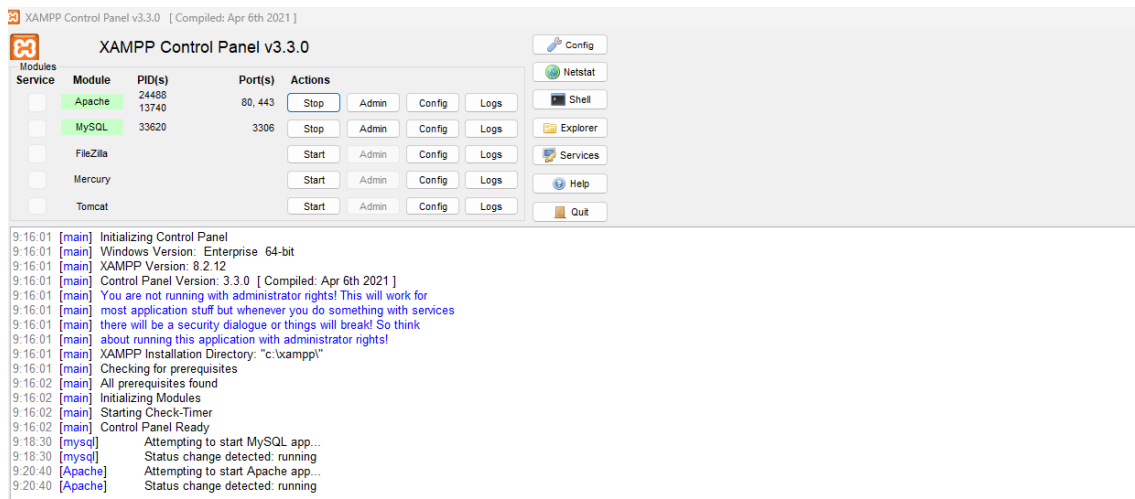 XAMPP Control Panel v3.3.0 [ Compiled: Apr 6th 2021 ]
XAMPP Control Panel v3.3.0
Config
Modules
Service Module PID(s) Port(s) Actions
Netstat
Apache 24488 13740 80, 443 Stop Admin Config Logs
Shell
MySQL 33620 3306 Stop Admin Config Logs
Explorer
FileZilla Start Admin Config Logs
Services
Mercury Start Admin Config Logs
Help
Tomcat Start Admin Config Logs
Quit
9:16:01 [main] Initializing Control Panel
9:16:01 [main] Windows Version: Enterprise 64-bit
9:16:01 [main] XAMPP Version: 8.2.12
9:16:01 [main] Control Panel Version: 3.3.0 [ Compiled: Apr 6th 2021 ]
9:16:01 [main] You are not running with administrator rights! This will work for
9:16:01 [main] most application stuff but whenever you do something with services
9:16:01 [main] there will be a security dialogue or things will break! So think
9:16:01 [main] about running this application with administrator rights!
9:16:01 [main] XAMPP Installation Directory: "c:\xampp\"
9:16:01 [main] Checking for prerequisites
9:16:02 [main] All prerequisites found
9:16:02 [main] Initializing Modules
9:16:02 [main] Starting Check-Timer
9:16:02 [main] Control Panel Ready
9:18:30 [mysql] Attempting to start MySQL app...
9:18:30 [mysql] Status change detected: running
9:20:40 [Apache] Attempting to start Apache app...
9:20:40 [Apache] Status change detected: running